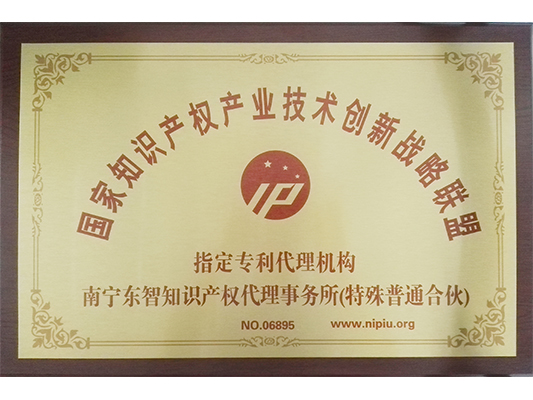 国家知识产权产业技术创新战略联盟
IP
指定专利代理机构
南宁东智知识产权代理事务所(特殊普通合伙)
NO.06895 www.nipiu.org